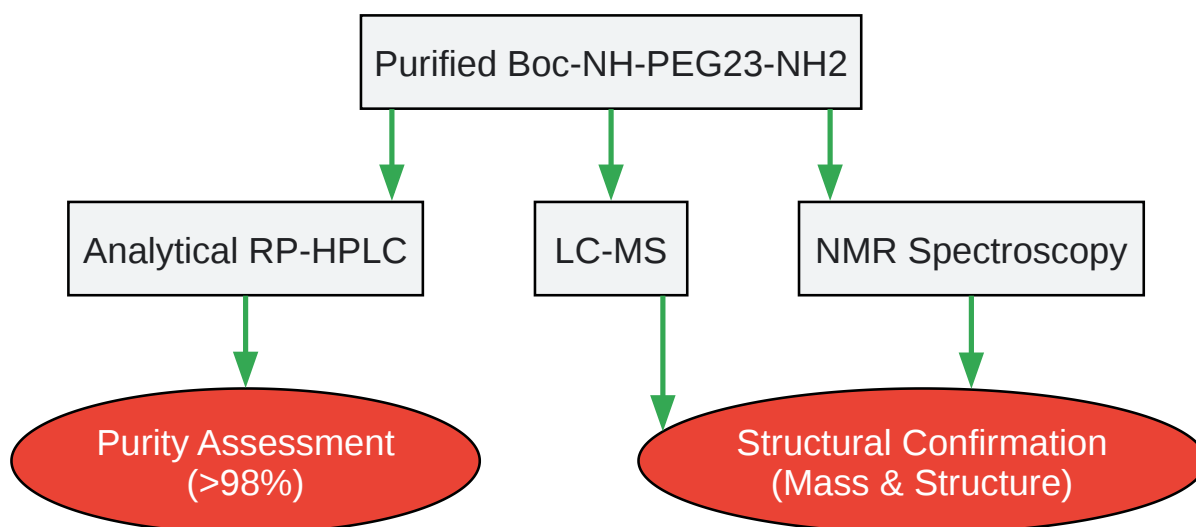 Purified Boc-NH-PEG23-NH2
Analytical RP-HPLC
LC-MS
NMR Spectroscopy
Purity Assessment
(>98%)
Structural Confirmation
(Mass & Structure)